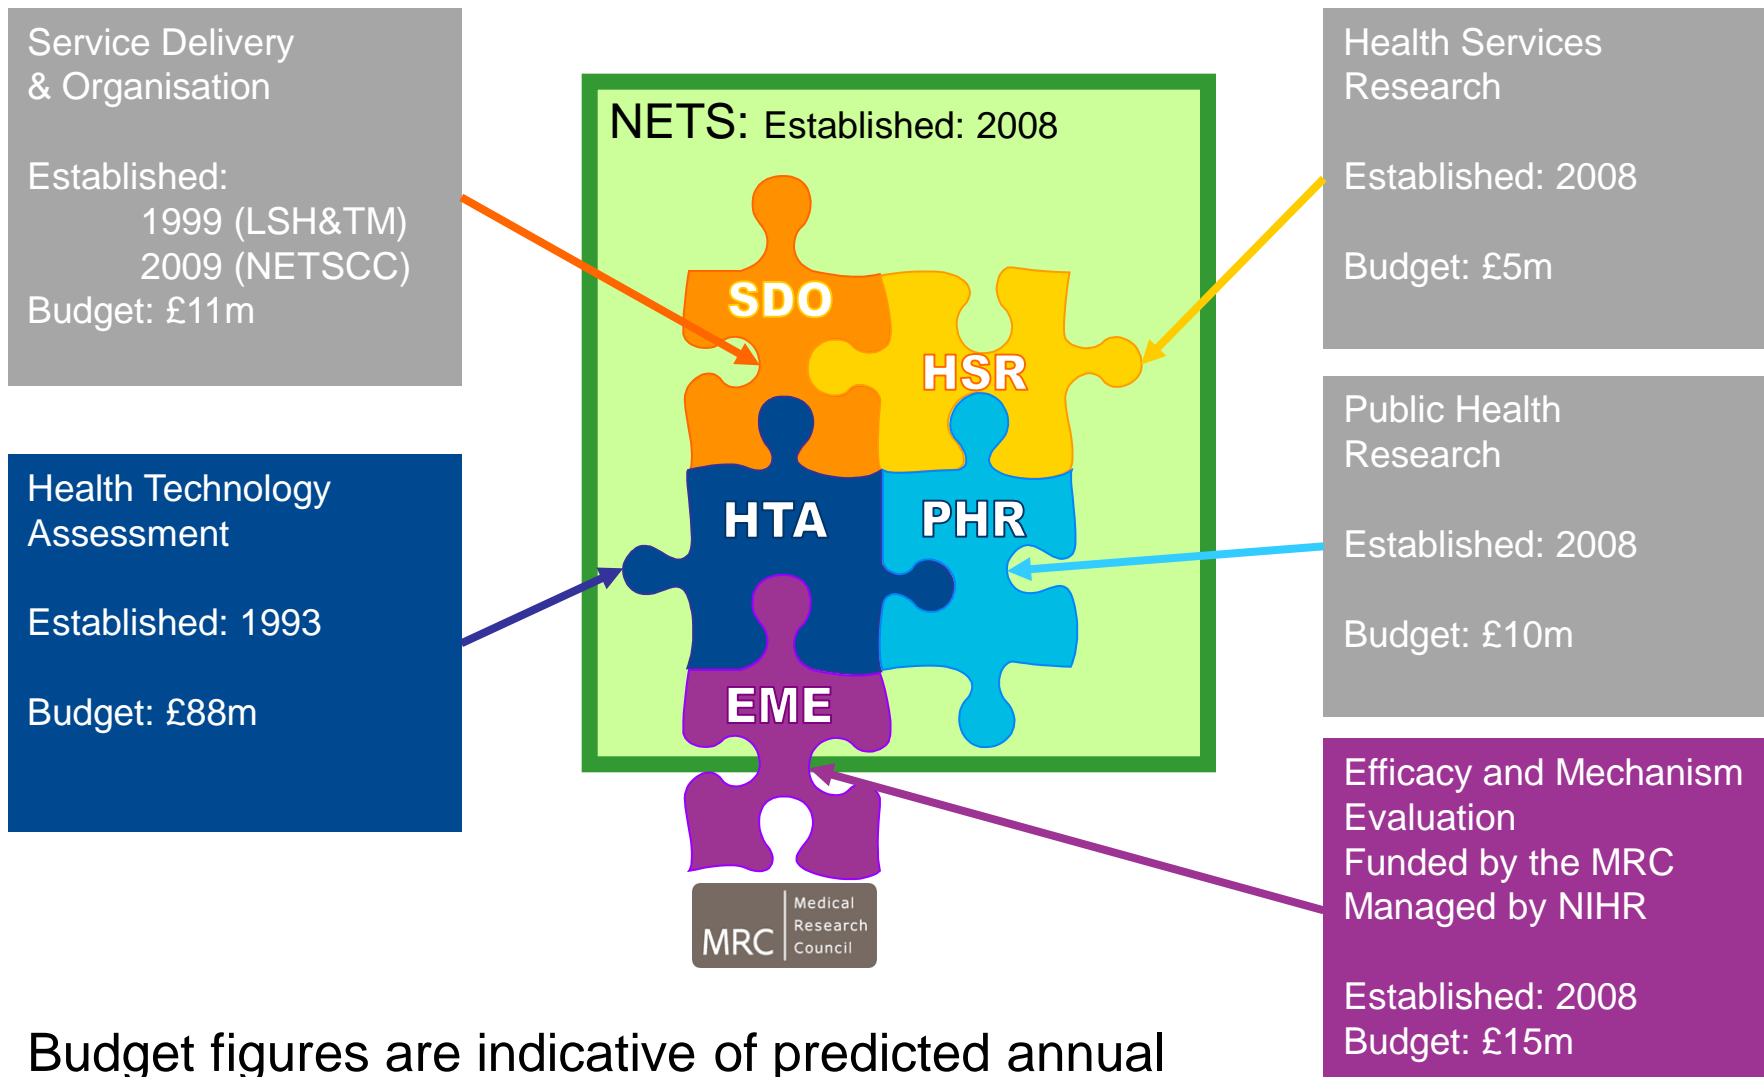 Service Delivery
& Organisation
Established:
1999 (LSH&TM)
2009 (NETSCC)
Budget: £11m
Health Technology
Assessment
Established: 1993
Budget: £88m
NETS: Established: 2008
SDO
HSR
HTA
PHR
EME
MRC
Medical
Research
Council
Health Services
Research
Established: 2008
Budget: £5m
Public Health
Research
Established: 2008
Budget: £10m
Efficacy and Mechanism
Evaluation
Funded by the MRC
Managed by NIHR
Established: 2008
Budget: £15m
Budget figures are indicative of predicted annual